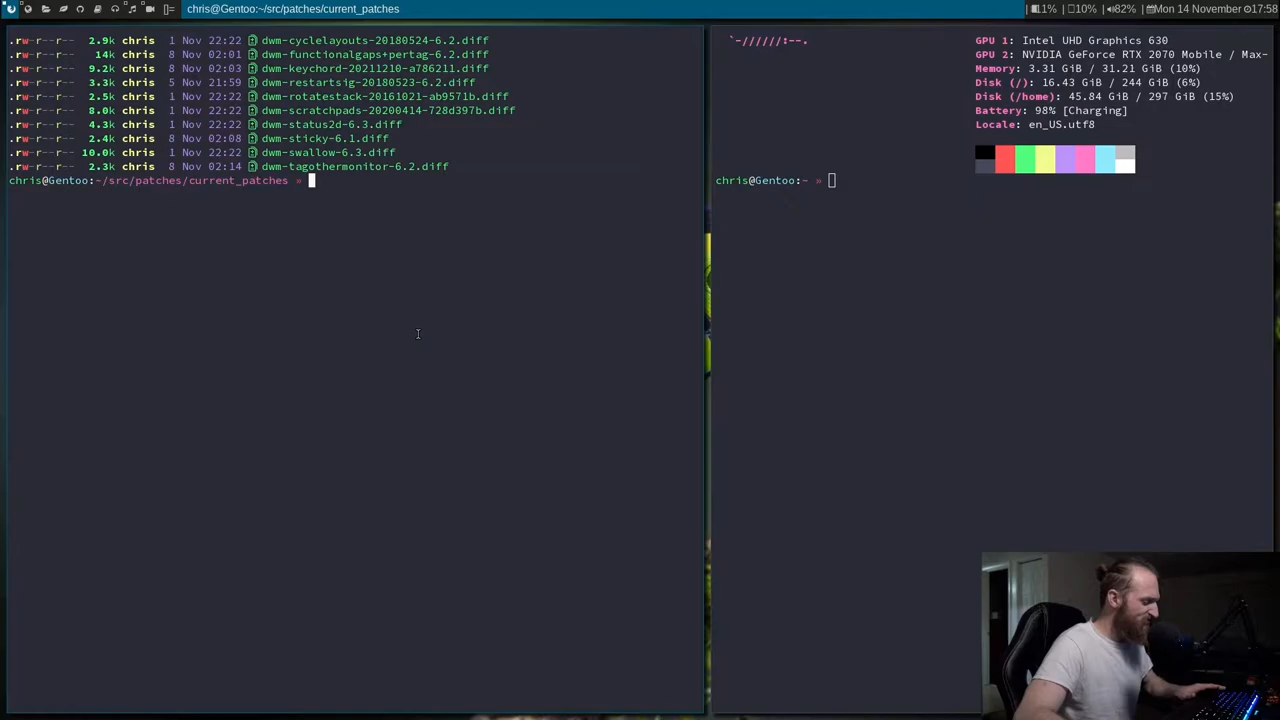 chris@Gentoo:~/src/patches/current_patches
11% 10% 82% Mon 14 November 17:58
.rw-r--r-- 2.9k chris 1 Nov 22:22 dwm-cyclelayouts-20180524-6.2.diff
.rw-r--r-- 14k chris 8 Nov 02:01 dwm-functionalgaps+pertag-6.2.diff
.rw-r--r-- 9.2k chris 8 Nov 02:03 dwm-keychord-20211210-a786211.diff
.rw-r--r-- 3.3k chris 5 Nov 21:59 dwm-restartsig-20180523-6.2.diff
.rw-r--r-- 2.5k chris 1 Nov 22:22 dwm-rotatestack-20161021-ab9571b.diff
.rw-r--r-- 8.0k chris 1 Nov 22:22 dwm-scratchpads-20200414-728d397b.diff
.rw-r--r-- 4.3k chris 1 Nov 22:22 dwm-status2d-6.3.diff
.rw-r--r-- 2.4k chris 8 Nov 02:08 dwm-sticky-6.1.diff
.rw-r--r-- 10.0k chris 1 Nov 22:22 dwm-swallow-6.3.diff
.rw-r--r-- 2.3k chris 8 Nov 02:14 dwm-tagothermonitor-6.2.diff
chris@Gentoo:~/src/patches/current_patches »
`-//////:--. GPU 1: Intel UHD Graphics 630
GPU 2: NVIDIA GeForce RTX 2070 Mobile / Max-
Memory: 3.31 GiB / 31.21 GiB (10%)
Disk (/): 16.43 GiB / 244 GiB (6%)
Disk (/home): 45.84 GiB / 297 GiB (15%)
Battery: 98% [Charging]
Locale: en_US.utf8
chris@Gentoo:~ »